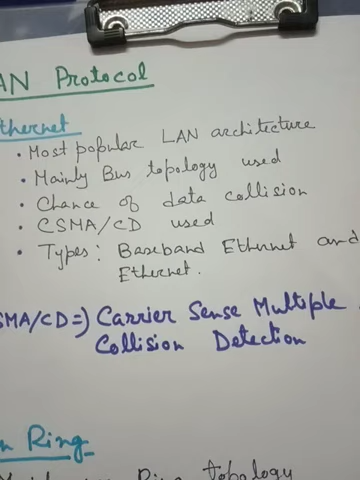 AN Protocol
thernet
• Most popular LAN architecture
• Mainly Bus topology used
• Chance of data collision
• CSMA/CD used
• Types: Baseband Ethernet and
Ethernet.
SMA/CD =) Carrier Sense Multiple
Collision Detection
n Ring
Ring topology